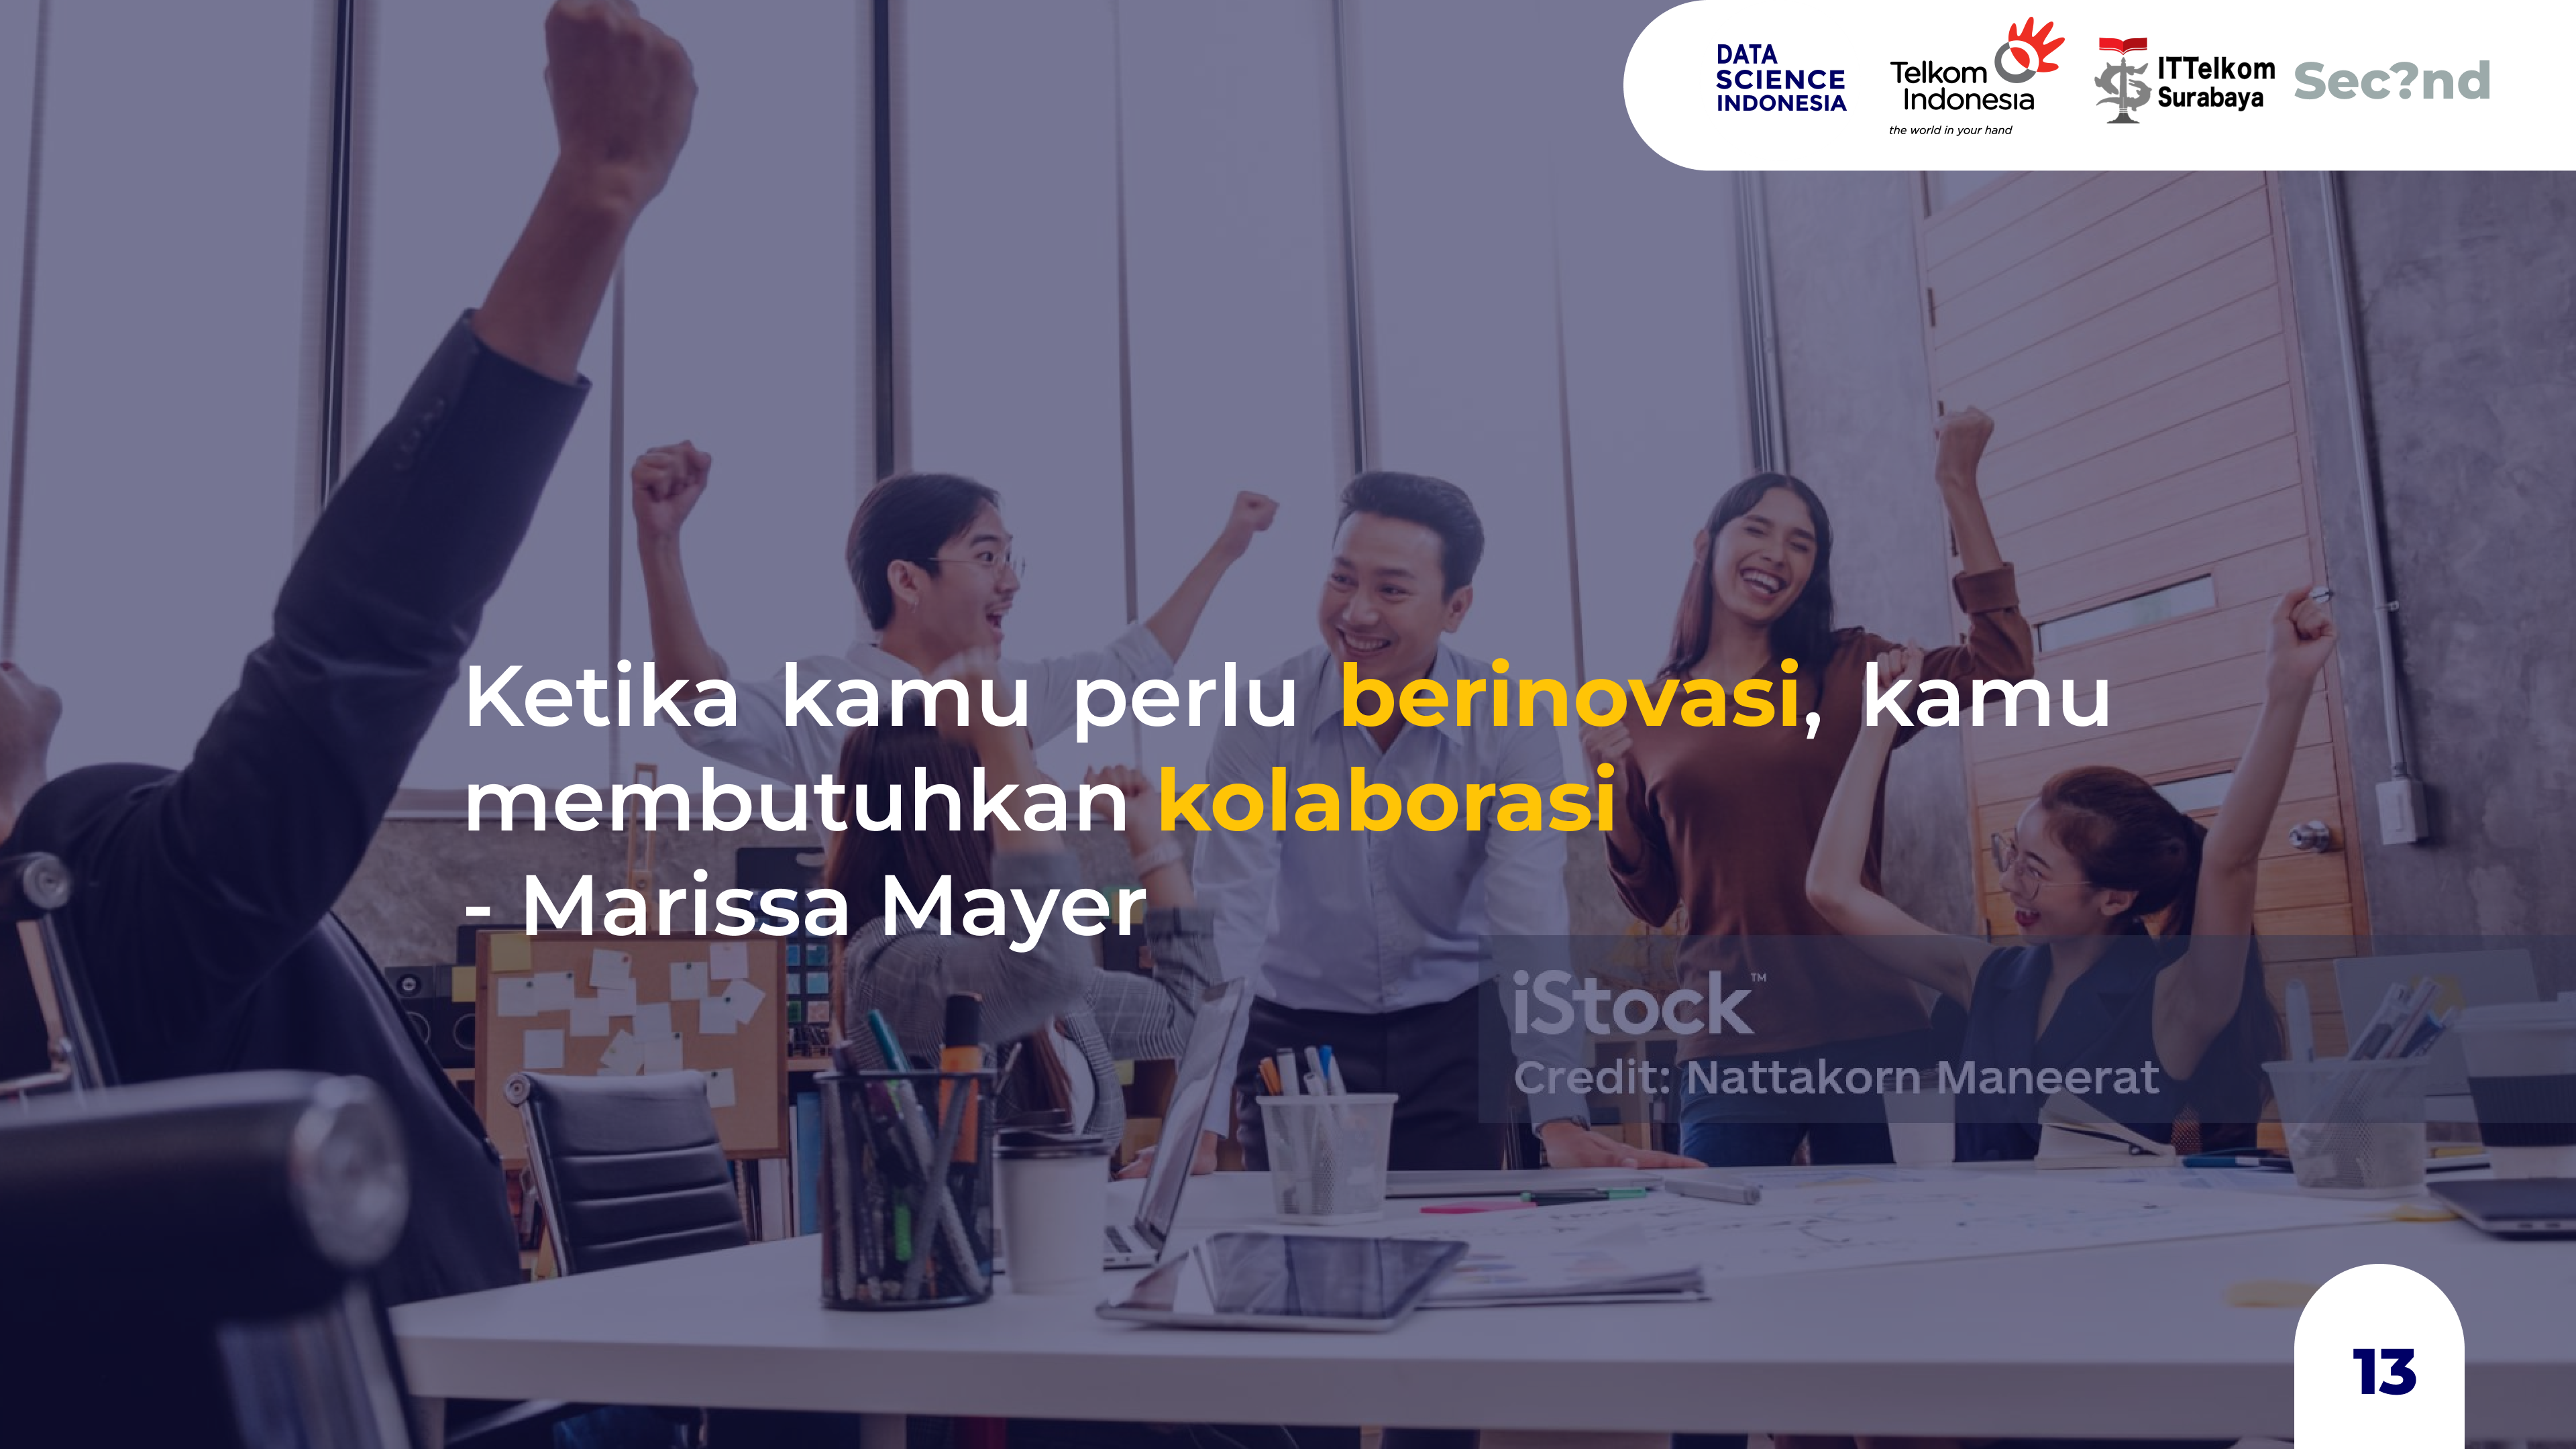 DATA
SCIENCE
INDONESIA
Telkom
Indonesia
the world in your hand
ITTelkom
Surabaya
Sec?nd
Ketika kamu perlu berinovasi, kamu
membutuhkan kolaborasi
- Marissa Mayer
iStock™
Credit: Nattakorn Maneerat
13